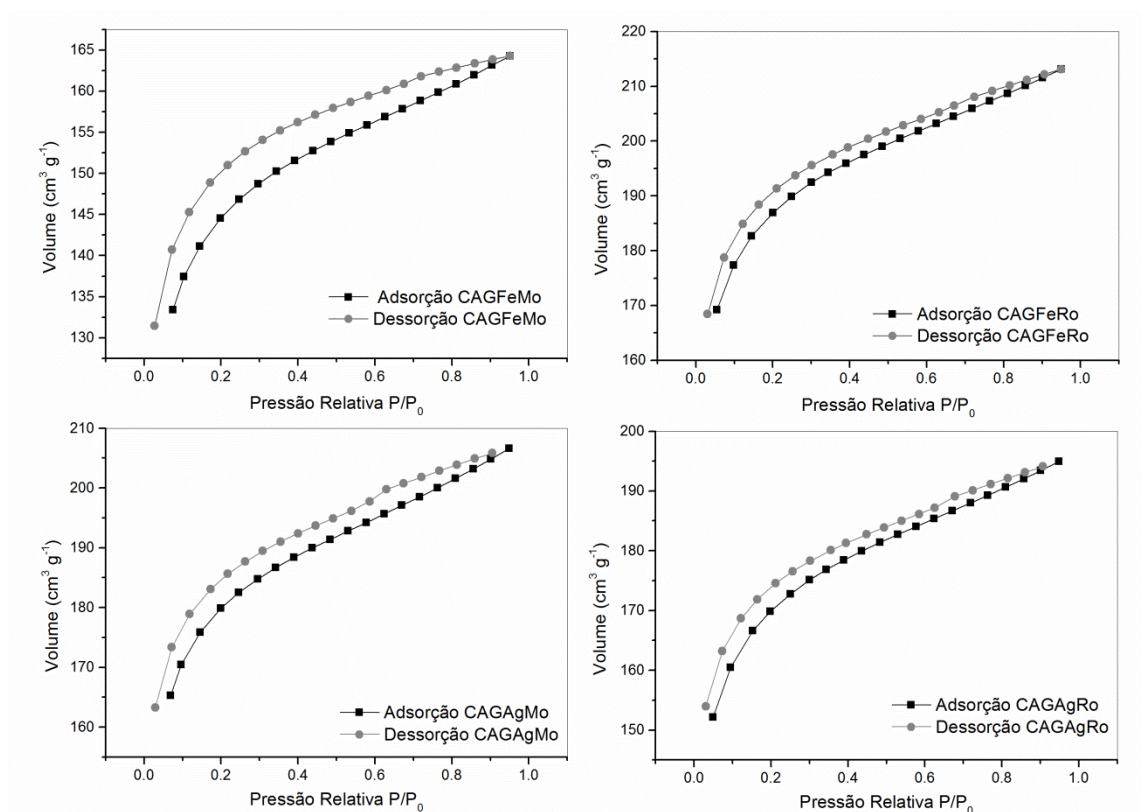 165
160
155
150
145
140
135
130
Volume (cm³ g⁻¹)
Adsorção CAGFeMo
Dessorção CAGFeMo
0.0 0.2 0.4 0.6 0.8 1.0
Pressão Relativa P/P₀
220
210
200
190
180
170
160
Volume (cm³ g⁻¹)
Adsorção CAGFeRo
Dessorção CAGFeRo
0.0 0.2 0.4 0.6 0.8 1.0
Pressão Relativa P/P₀
210
200
190
180
170
160
Volume (cm³ g⁻¹)
Adsorção CAGAgMo
Dessorção CAGAgMo
0.0 0.2 0.4 0.6 0.8 1.0
Pressão Relativa P/P₀
200
190
180
170
160
150
Volume (cm³ g⁻¹)
Adsorção CAGAgRo
Dessorção CAGAgRo
0.0 0.2 0.4 0.6 0.8 1.0
Pressão Relativa P/P₀